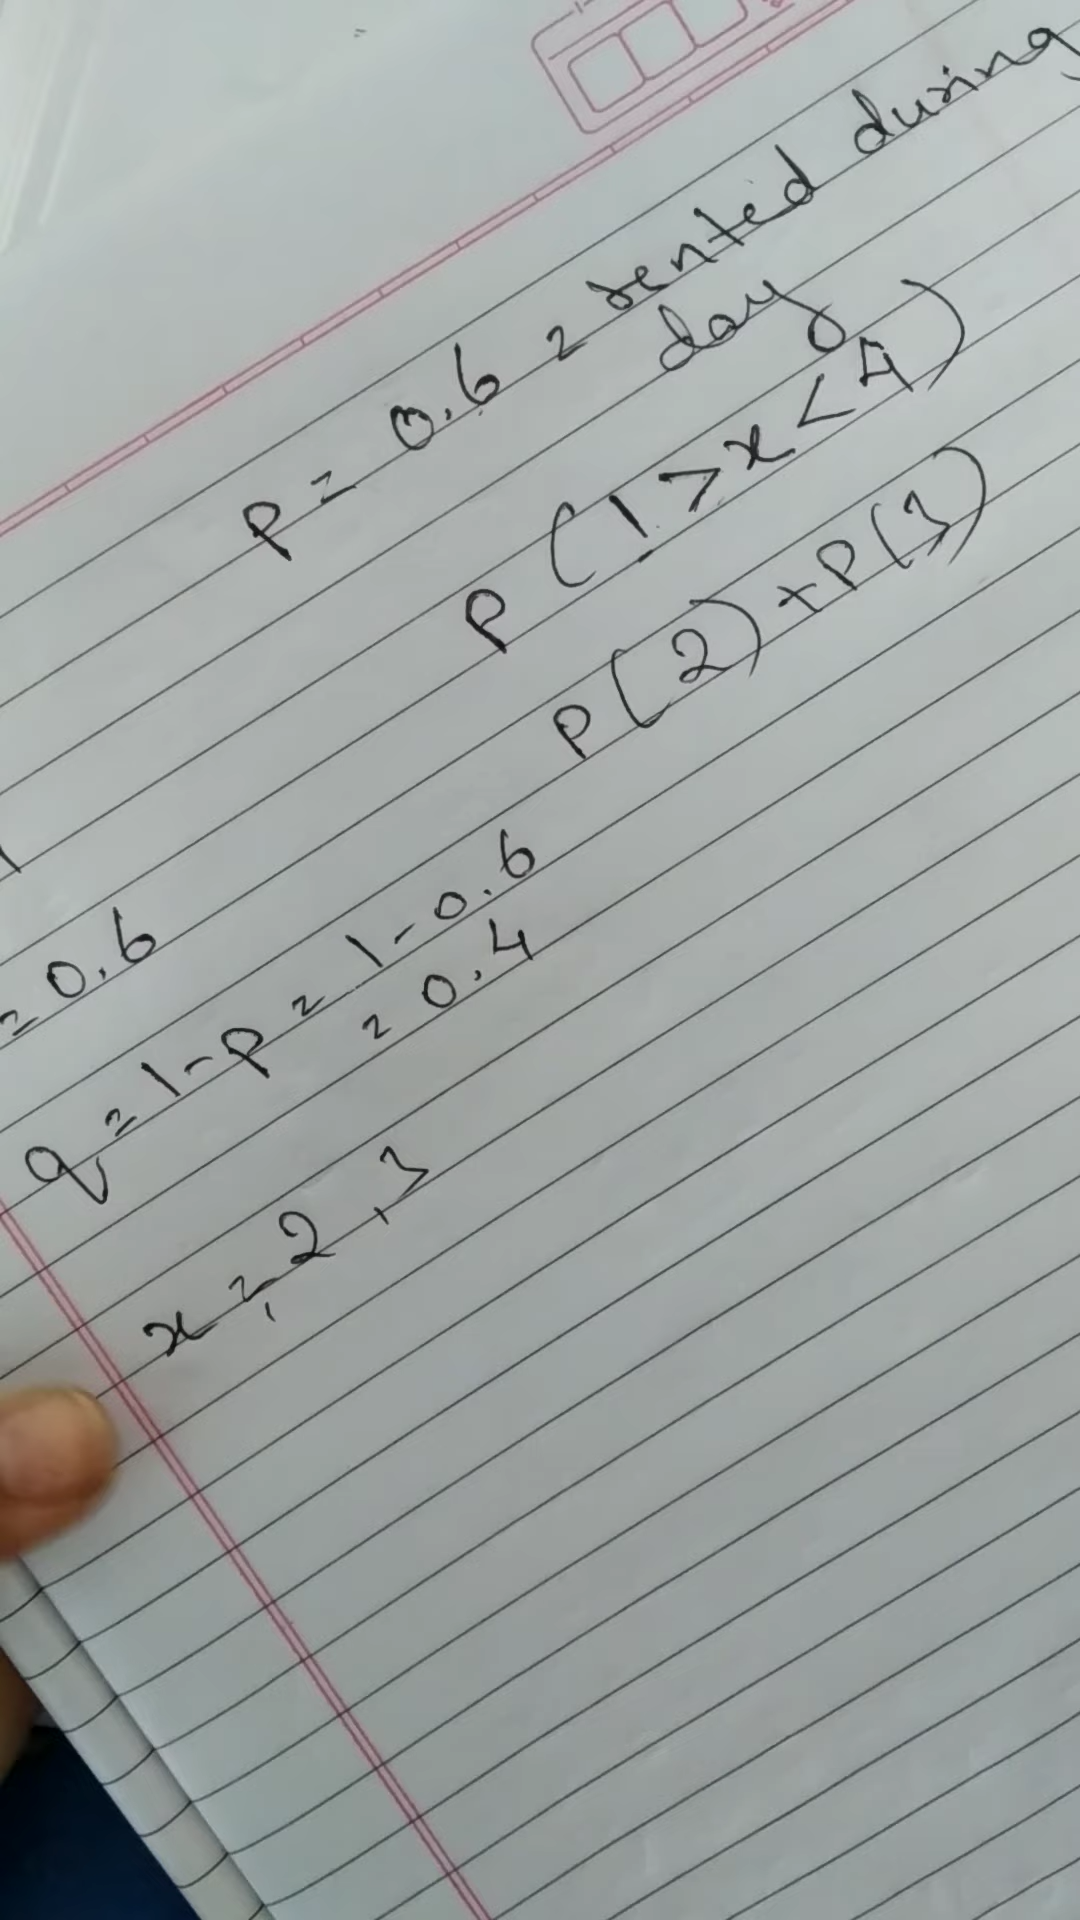 P = 0.6 = rented during
day
P (1 > x < 4)
P(2) + P(3)
= 0.6
q = 1 - P = 1 - 0.6
= 0.4
x = 2, 3